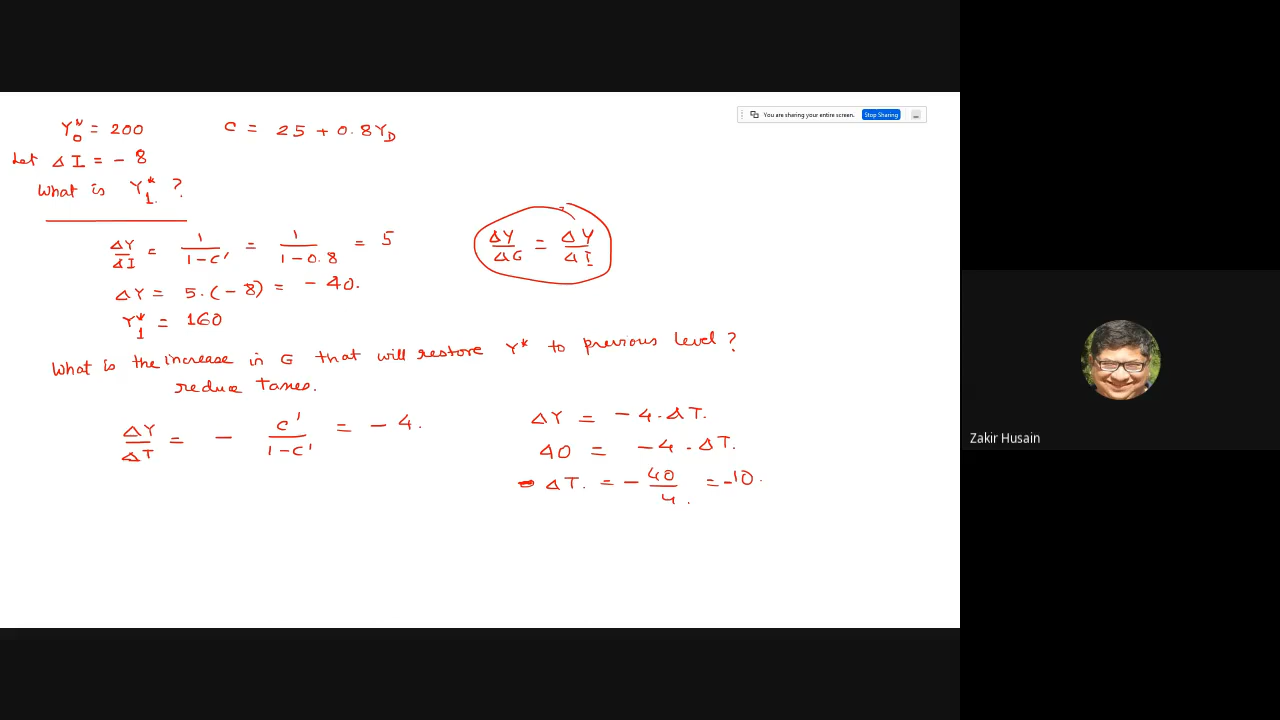 Y₀* = 200 C = 25 + 0.8Y_D
You are sharing your entire screen. Stop Sharing
Let Δ I = - 8
What is Y₁* ?
ΔY/ΔI = 1/(1-c') = 1/(1-0.8) = 5 ΔY/ΔG = ΔY/ΔI
ΔY = 5.(-8) = - 40.
Y₁* = 160
What is the increase in G that will restore Y* to previous level ?
reduce Taxes.
ΔY/ΔT = - c'/(1-c') = - 4.
ΔY = - 4.ΔT.
40 = - 4 . ΔT.
ΔT. = - 40/4. = -10.
Zakir Husain